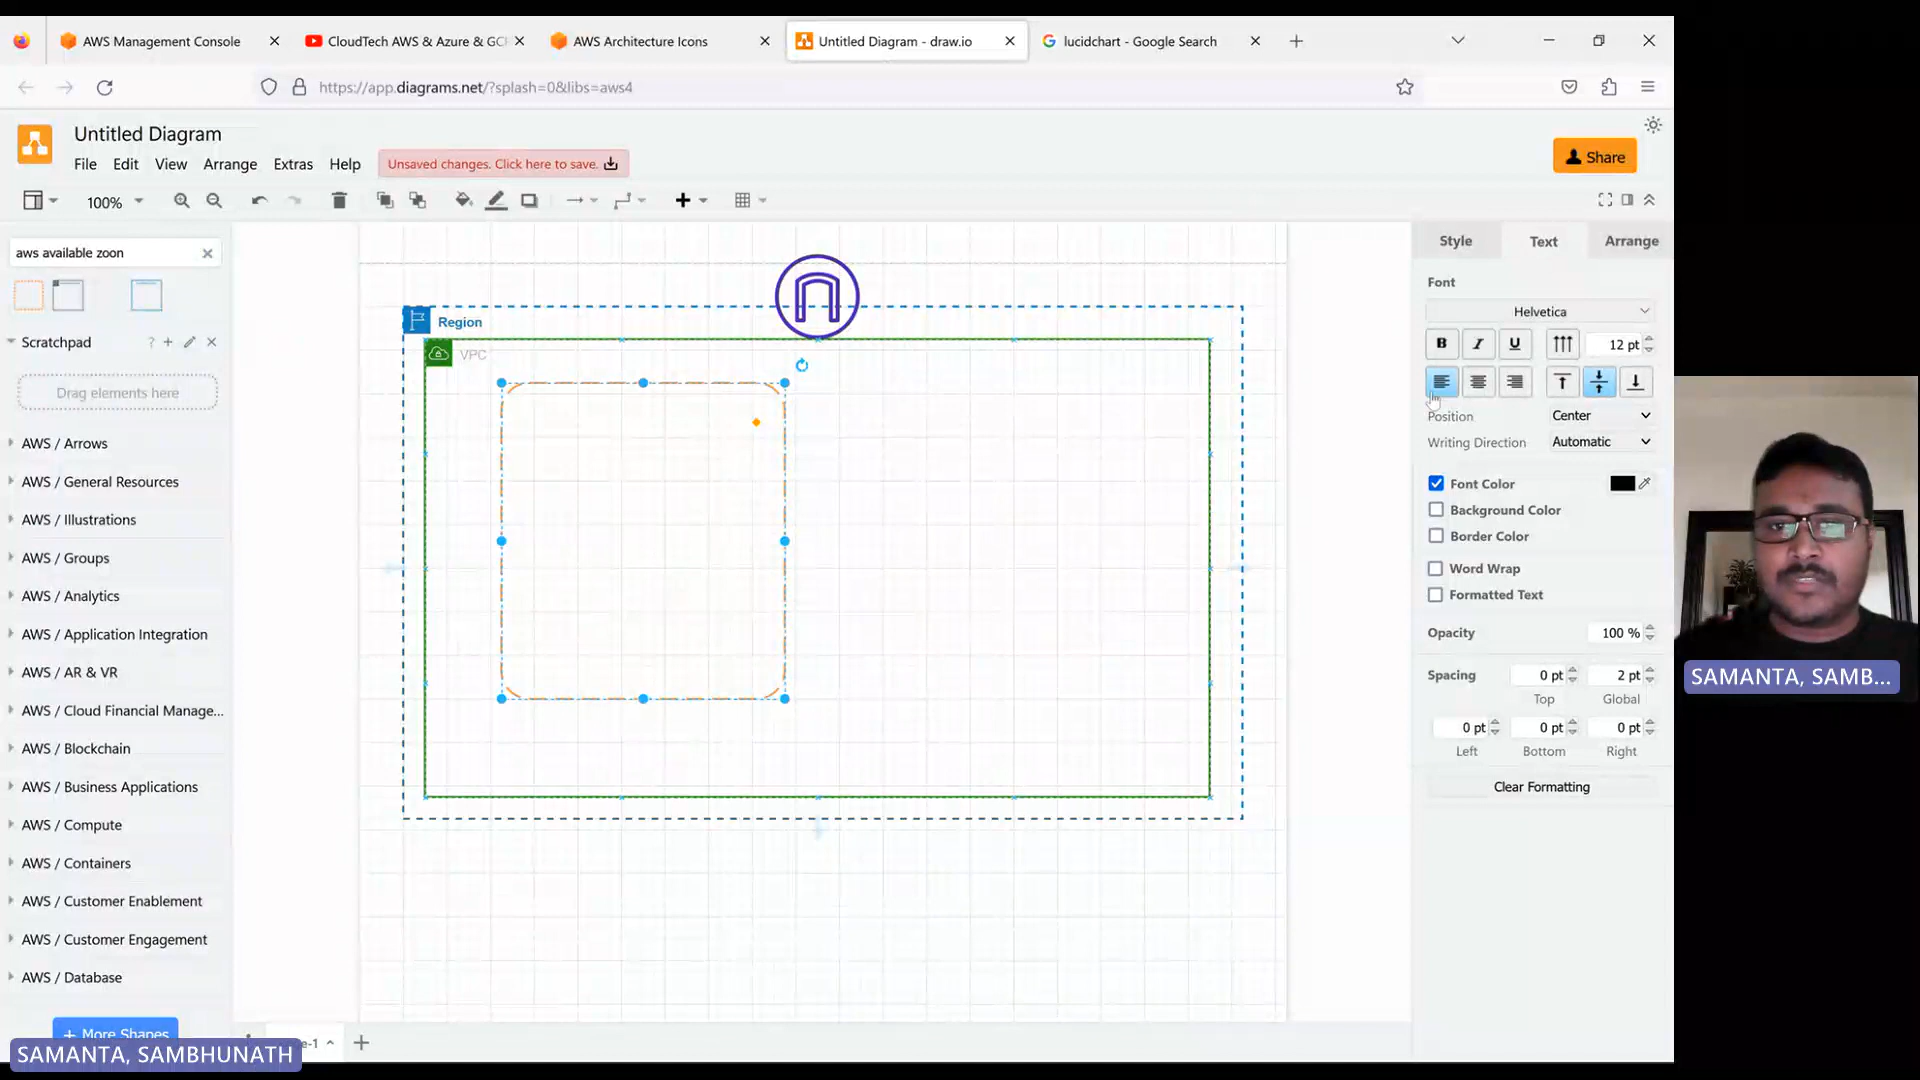 AWS Management Console
CloudTech AWS & Azure & GC
AWS Architecture Icons
Untitled Diagram - draw.io
lucidchart - Google Search
https://app.diagrams.net/?splash=0&libs=aws4
Untitled Diagram
File Edit View Arrange Extras Help
Unsaved changes. Click here to save.
Share
100%
aws available zoon
Scratchpad
?
Drag elements here
AWS / Arrows
AWS / General Resources
AWS / Illustrations
AWS / Groups
AWS / Analytics
AWS / Application Integration
AWS / AR & VR
AWS / Cloud Financial Manage...
AWS / Blockchain
AWS / Business Applications
AWS / Compute
AWS / Containers
AWS / Customer Enablement
AWS / Customer Engagement
AWS / Database
+ More Shapes
Region
VPC
Style Text Arrange
Font
Helvetica
B I U 12 pt
Position Center
Writing Direction Automatic
Font Color
Background Color
Border Color
Word Wrap
Formatted Text
Opacity 100 %
Spacing 0 pt 2 pt
Top Global
0 pt 0 pt 0 pt
Left Bottom Right
Clear Formatting
e-1
SAMANTA, SAMB...
SAMANTA, SAMBHUNATH